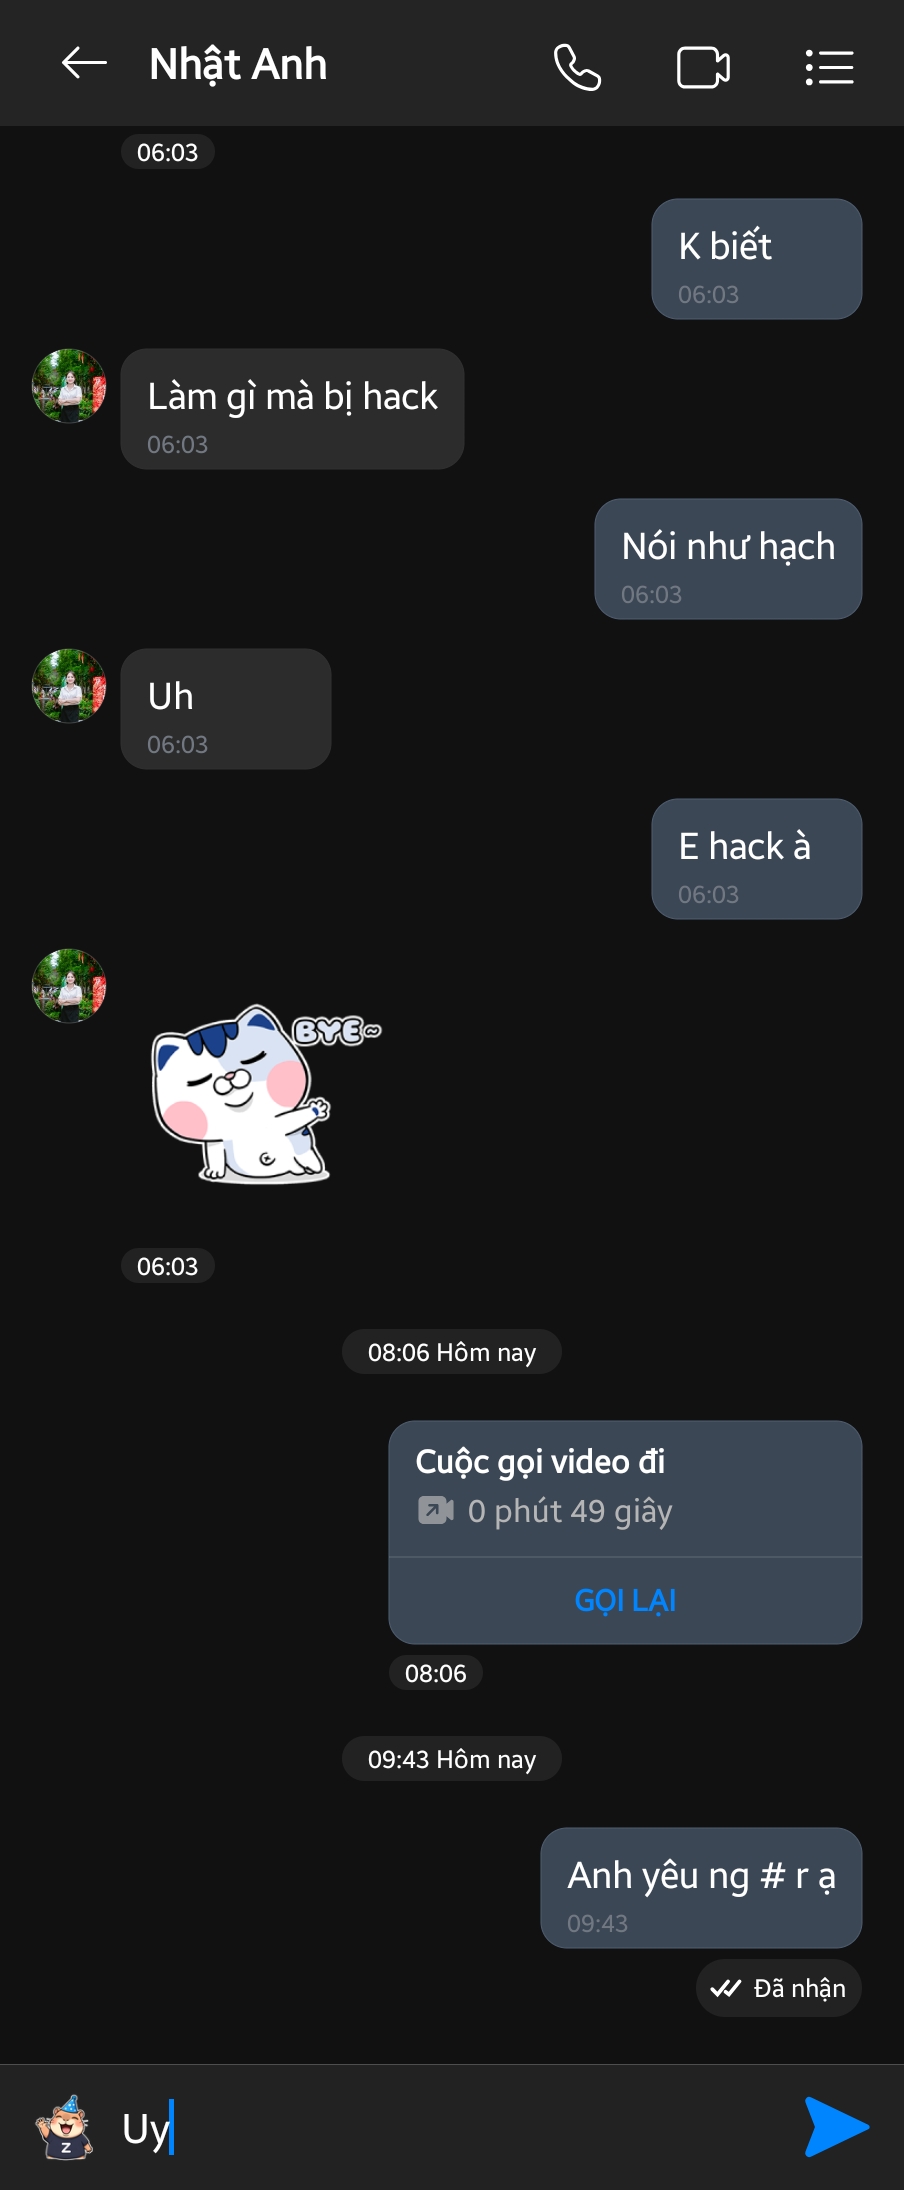 Nhật Anh
06:03
K biết
06:03
Làm gì mà bị hack
06:03
Nói như hạch
06:03
Uh
06:03
E hack à
06:03
BYE~
06:03
08:06 Hôm nay
Cuộc gọi video đi
0 phút 49 giây
GỌI LẠI
08:06
09:43 Hôm nay
Anh yêu ng # r ạ
09:43
Đã nhận
Z
Uy